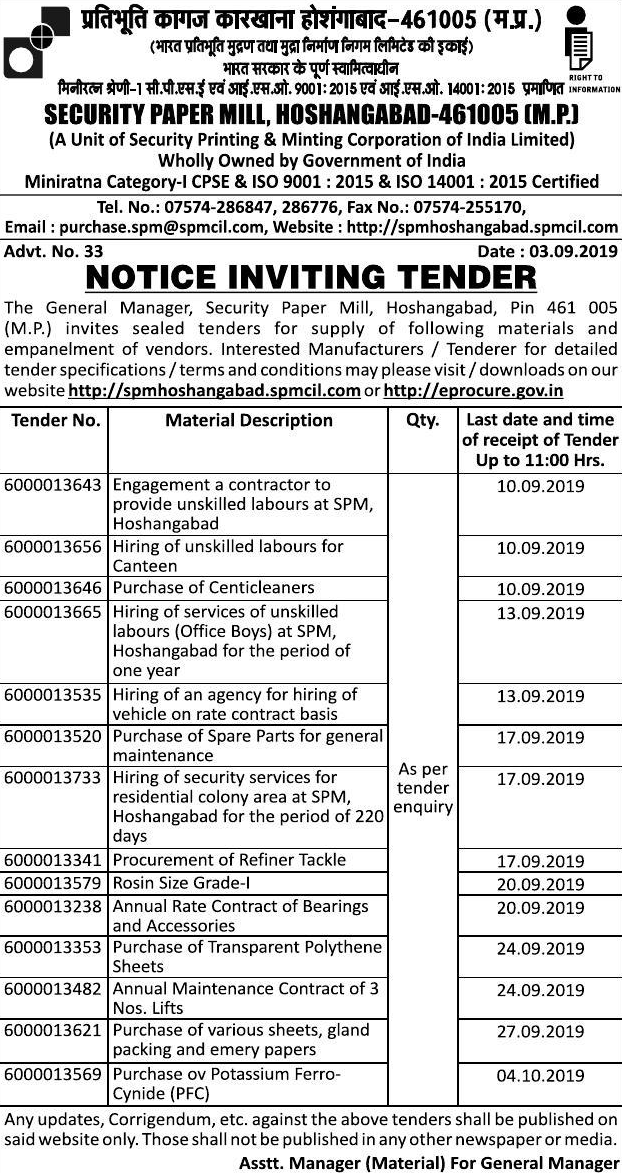 प्रतिभूति कागज कारखाना होशंगाबाद-461005 (म.प्र.)
(भारत प्रतिभूति मुद्रण तथा मुद्रा निर्माण निगम लिमिटेड की इकाई)
भारत सरकार के पूर्ण स्वामित्वाधीन
मिनीरत्न श्रेणी-1 सी.पी.एस.ई एवं आई.एस.ओ. 9001: 2015 एवं आई.एस.ओ. 14001: 2015 प्रमाणित
RIGHT TO
INFORMATION
SECURITY PAPER MILL, HOSHANGABAD-461005 (M.P.)
(A Unit of Security Printing & Minting Corporation of India Limited)
Wholly Owned by Government of India
Miniratna Category-I CPSE & ISO 9001 : 2015 & ISO 14001 : 2015 Certified
Tel. No.: 07574-286847, 286776, Fax No.: 07574-255170,
Email : purchase.spm@spmcil.com, Website : http://spmhoshangabad.spmcil.com
Advt. No. 33 Date : 03.09.2019
NOTICE INVITING TENDER
The General Manager, Security Paper Mill, Hoshangabad, Pin 461 005
(M.P.) invites sealed tenders for supply of following materials and
empanelment of vendors. Interested Manufacturers / Tenderer for detailed
tender specifications / terms and conditions may please visit / downloads on our
website http://spmhoshangabad.spmcil.com or http://eprocure.gov.in
Tender No. Material Description Qty. Last date and time
of receipt of Tender
Up to 11:00 Hrs.
6000013643 Engagement a contractor to 10.09.2019
provide unskilled labours at SPM,
Hoshangabad
6000013656 Hiring of unskilled labours for 10.09.2019
Canteen
6000013646 Purchase of Centicleaners 10.09.2019
6000013665 Hiring of services of unskilled 13.09.2019
labours (Office Boys) at SPM,
Hoshangabad for the period of
one year
6000013535 Hiring of an agency for hiring of 13.09.2019
vehicle on rate contract basis
6000013520 Purchase of Spare Parts for general 17.09.2019
maintenance
As per
tender
enquiry
6000013733 Hiring of security services for 17.09.2019
residential colony area at SPM,
Hoshangabad for the period of 220
days
6000013341 Procurement of Refiner Tackle 17.09.2019
6000013579 Rosin Size Grade-I 20.09.2019
6000013238 Annual Rate Contract of Bearings 20.09.2019
and Accessories
6000013353 Purchase of Transparent Polythene 24.09.2019
Sheets
6000013482 Annual Maintenance Contract of 3 24.09.2019
Nos. Lifts
6000013621 Purchase of various sheets, gland 27.09.2019
packing and emery papers
6000013569 Purchase ov Potassium Ferro- 04.10.2019
Cynide (PFC)
Any updates, Corrigendum, etc. against the above tenders shall be published on
said website only. Those shall not be published in any other newspaper or media.
Asstt. Manager (Material) For General Manager